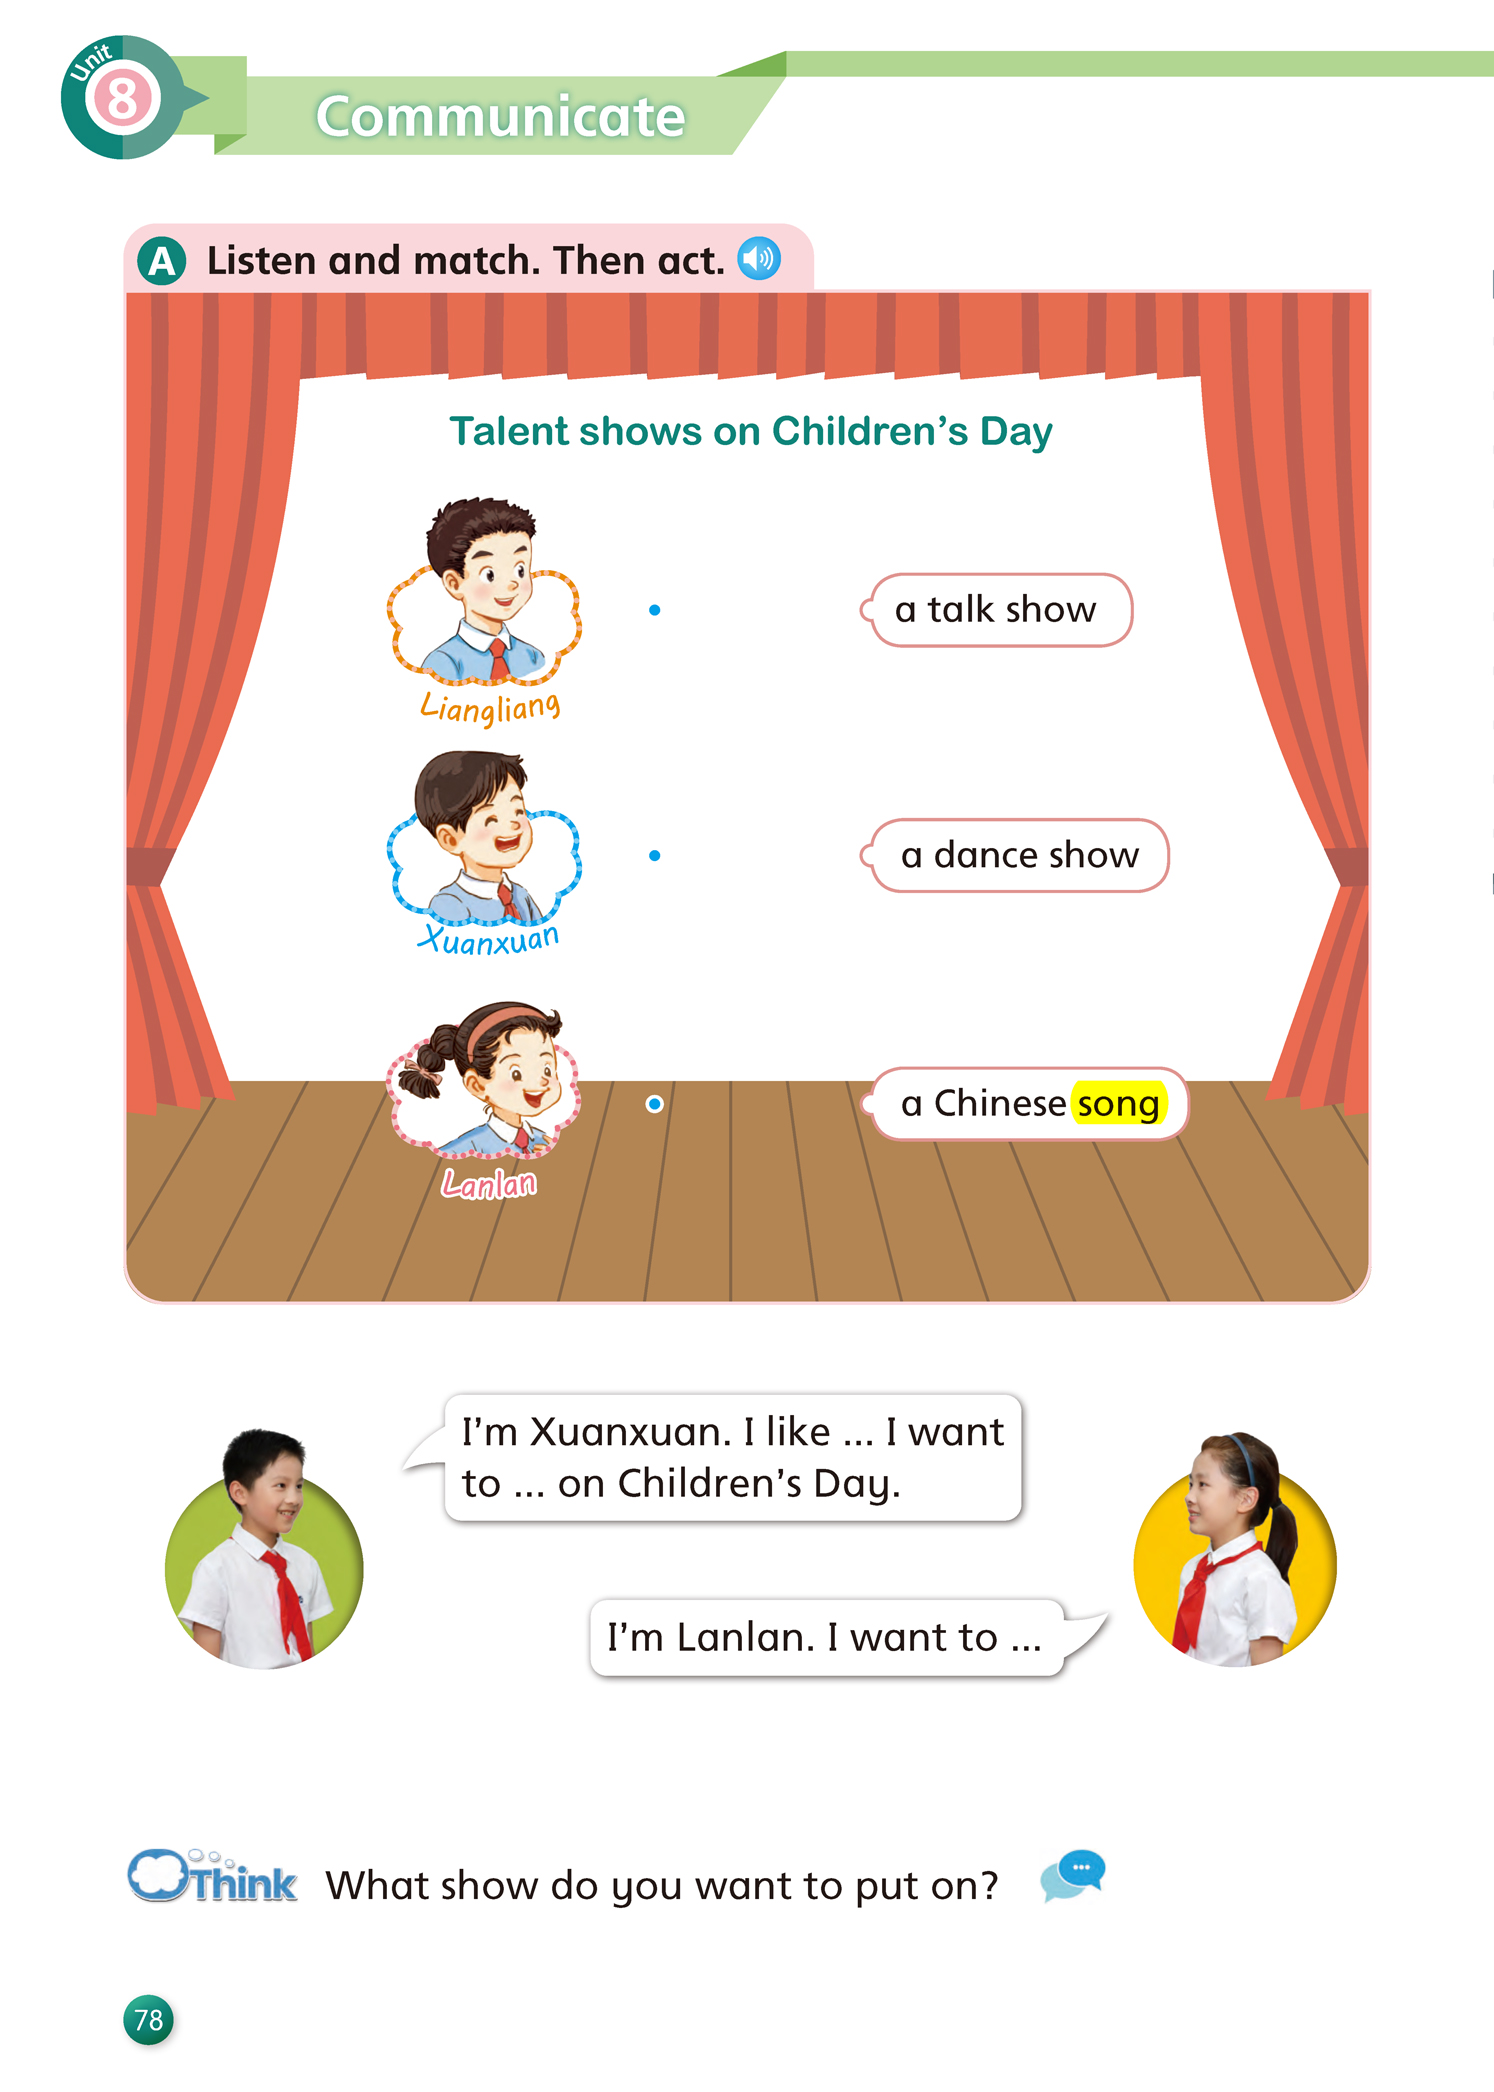 Unit
8
Communicate
A Listen and match. Then act.
Talent shows on Children's Day
Liangliang
a talk show
Xuanxuan
a dance show
Lanlan
a Chinese song
I'm Xuanxuan. I like ... I want
to ... on Children's Day.
I'm Lanlan. I want to ...
Think What show do you want to put on?
78